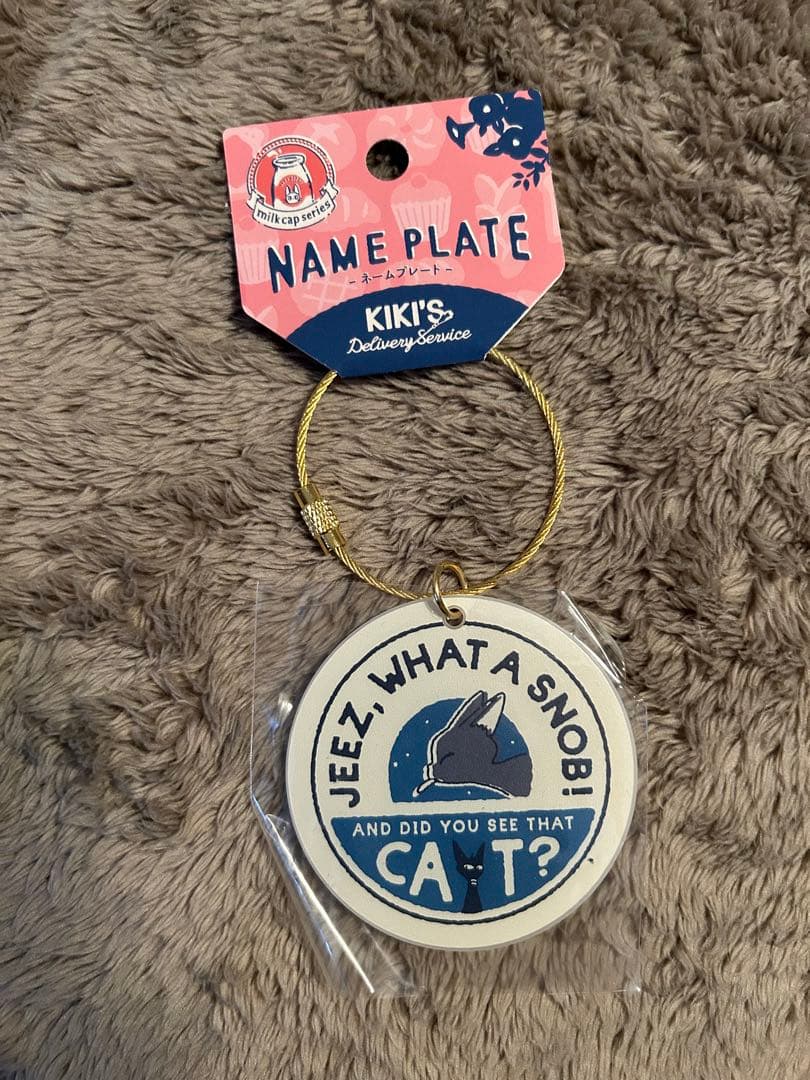 milk cap series
NAME PLATE
- ネームプレート -
KIKI'S
Delivery Service
JEEZ, WHAT A SNOB!
AND DID YOU SEE THAT
CAT?